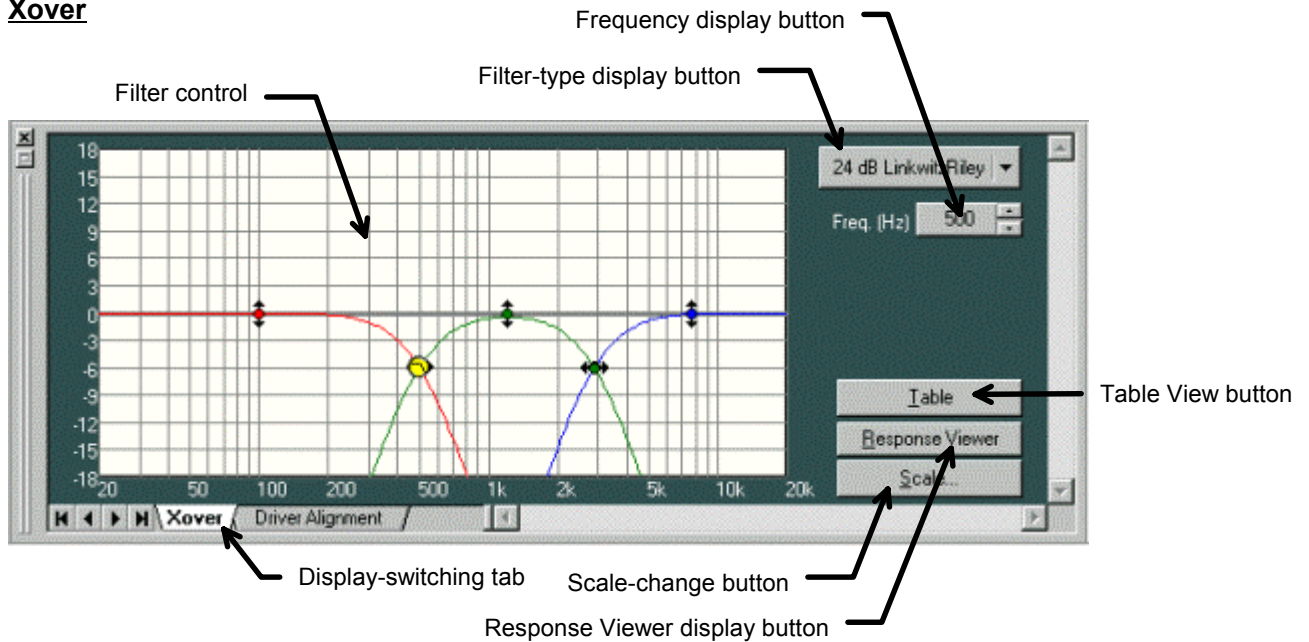 Xover
Frequency display button
Filter-type display button
Filter control
18
15
12
9
6
3
0
-3
-6
-9
-12
-15
-18
20 50 100 200 500 1k 2k 5k 10k 20k
24 dB Linkwitz Riley
Freq. (Hz) 500
Table
Response Viewer
Scale...
Table View button
Xover Driver Alignment
Display-switching tab
Scale-change button
Response Viewer display button